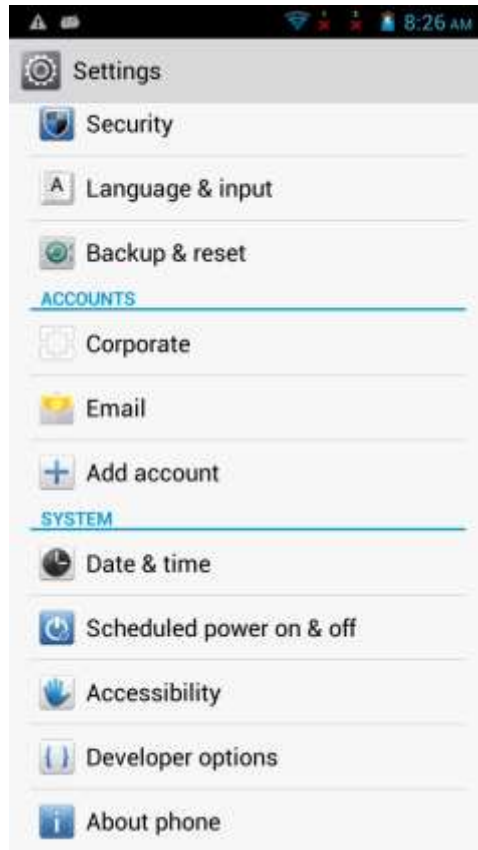 8:26 AM
Settings
Security
A Language & input
Backup & reset
ACCOUNTS
Corporate
Email
Add account
SYSTEM
Date & time
Scheduled power on & off
Accessibility
{ } Developer options
i About phone